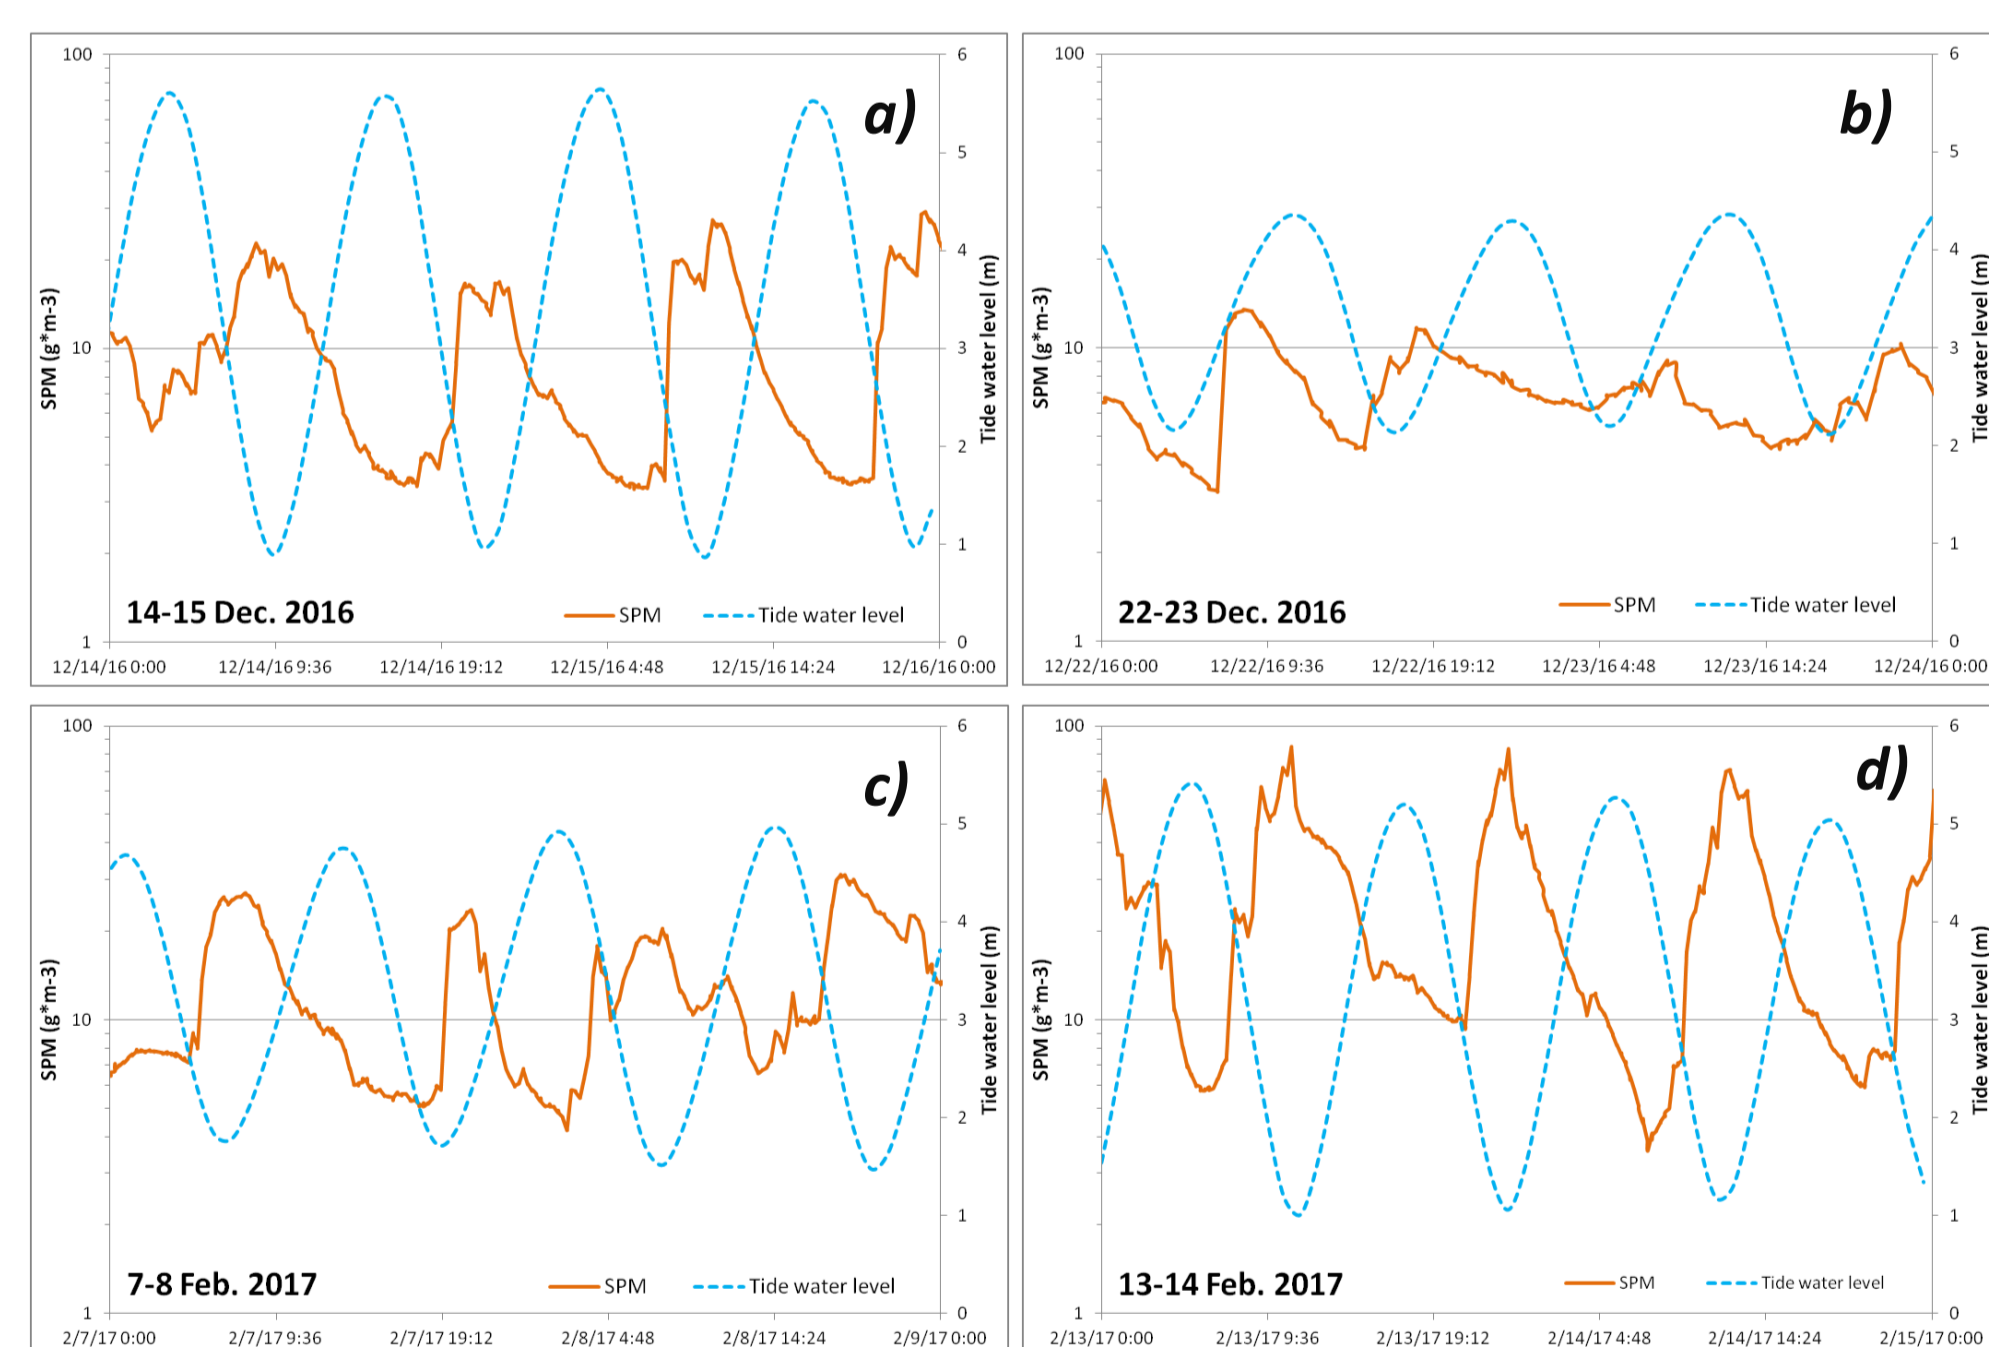 100
6
a)
5
4
SPM (g*m-3)
10
3
Tide water level (m)
2
1
14-15 Dec. 2016
SPM
Tide water level
1
0
12/14/16 0:00
12/14/16 9:36
12/14/16 19:12
12/15/16 4:48
12/15/16 14:24
12/16/16 0:00
100
6
b)
5
4
SPM (g*m-3)
10
3
Tide water level (m)
2
1
22-23 Dec. 2016
SPM
Tide water level
1
0
12/22/16 0:00
12/22/16 9:36
12/22/16 19:12
12/23/16 4:48
12/23/16 14:24
12/24/16 0:00
100
6
c)
5
4
SPM (g*m-3)
10
3
Tide water level (m)
2
1
7-8 Feb. 2017
SPM
Tide water level
1
0
2/7/17 0:00
2/7/17 9:36
2/7/17 19:12
2/8/17 4:48
2/8/17 14:24
2/9/17 0:00
100
6
d)
5
4
SPM (g*m-3)
10
3
Tide water level (m)
2
1
13-14 Feb. 2017
SPM
Tide water level
1
0
2/13/17 0:00
2/13/17 9:36
2/13/17 19:12
2/14/17 4:48
2/14/17 14:24
2/15/17 0:00